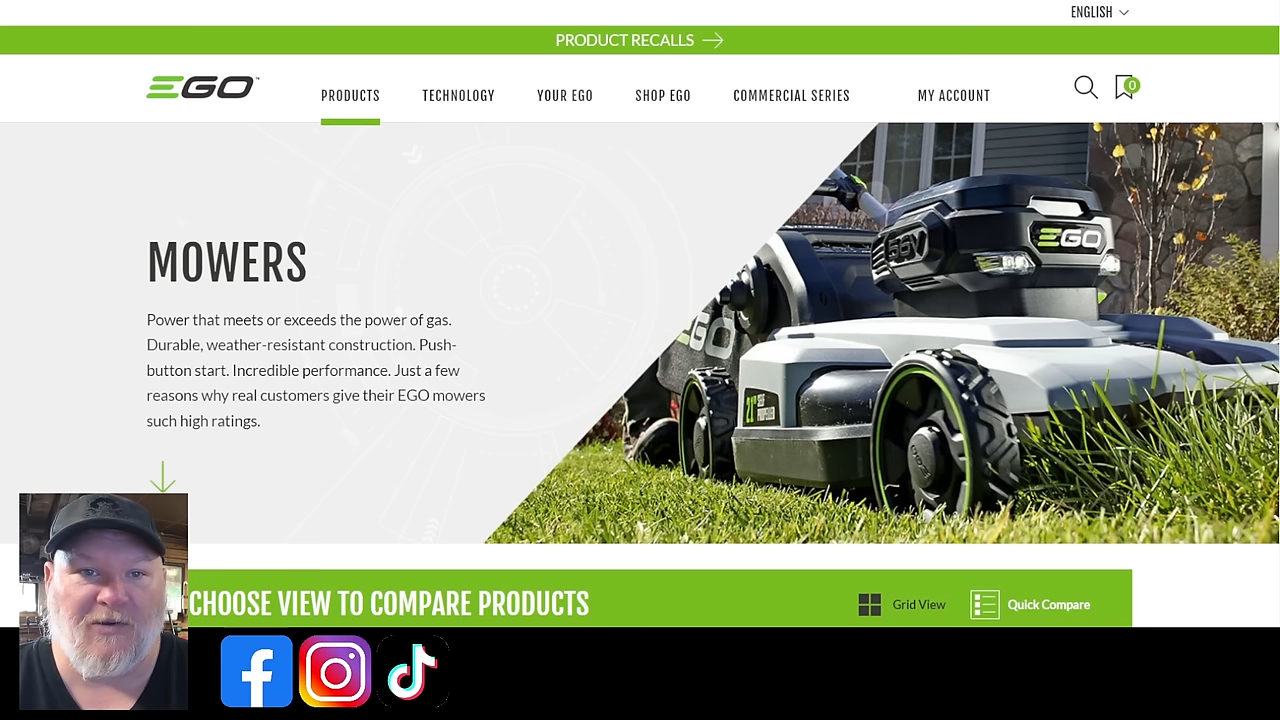 ENGLISH
PRODUCT RECALLS
EGO
PRODUCTS
TECHNOLOGY
YOUR EGO
SHOP EGO
COMMERCIAL SERIES
MY ACCOUNT
0
MOWERS
Power that meets or exceeds the power of gas.
Durable, weather-resistant construction. Push-
button start. Incredible performance. Just a few
reasons why real customers give their EGO mowers
such high ratings.
56V
EGO
EGO
21"
CHOOSE VIEW TO COMPARE PRODUCTS
Grid View
Quick Compare